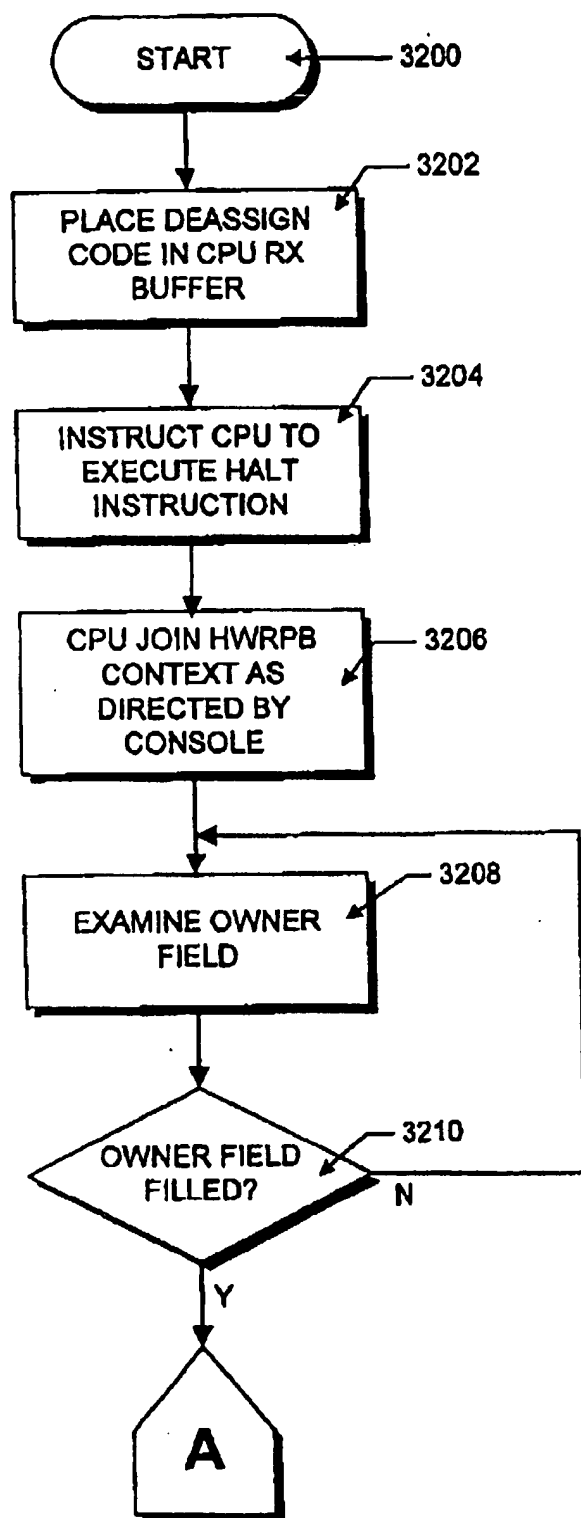 START
3200
3202
PLACE DEASSIGN
CODE IN CPU RX
BUFFER
3204
INSTRUCT CPU TO
EXECUTE HALT
INSTRUCTION
3206
CPU JOIN HWRPB
CONTEXT AS
DIRECTED BY
CONSOLE
3208
EXAMINE OWNER
FIELD
3210
OWNER FIELD
FILLED?
N
Y
A